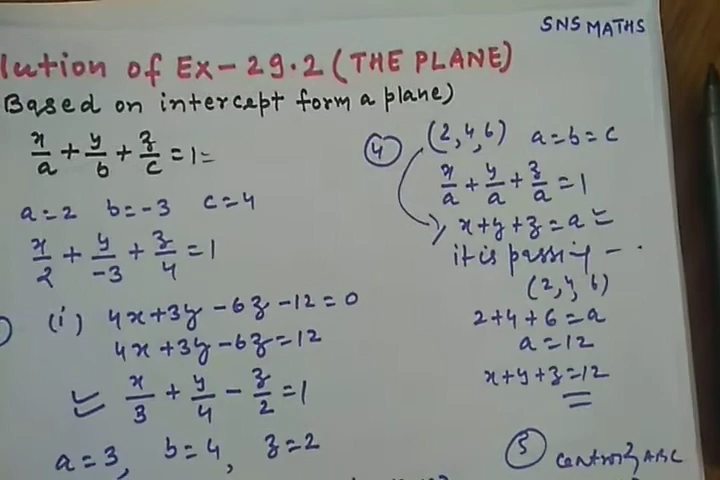 SNS MATHS
lution of Ex-29.2 (THE PLANE)
(Based on intercept form a plane)
x/a + y/b + z/c = 1
a=2 b=-3 c=4
x/2 + y/-3 + z/4 = 1
(i) 4x+3y-6z-12=0
4x+3y-6z=12
x/3 + y/4 - z/2 = 1
a=3, b=4, z=2
4 (2,4,6) a=b=c
x/a + y/a + z/a = 1
x+y+z=a
it is passing - .
(2,4,6)
2+4+6=a
a=12
x+y+z=12
5 centroid ABC